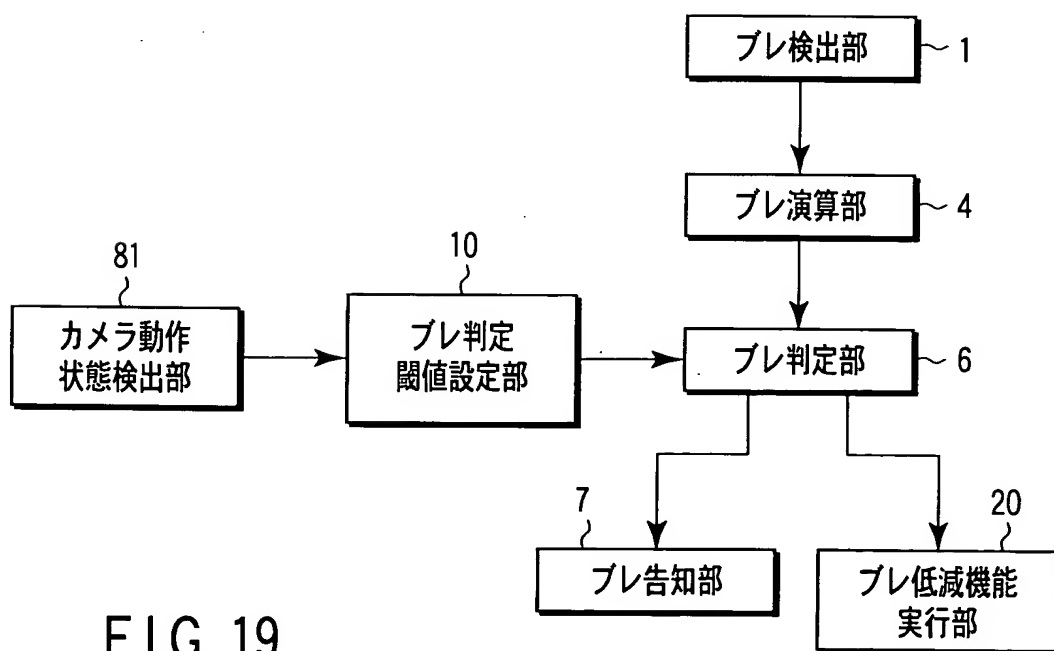 ブレ検出部
1
ブレ演算部
4
81
カメラ動作
状態検出部
10
ブレ判定
閾値設定部
ブレ判定部
6
7
ブレ告知部
20
ブレ低減機能
実行部
FIG. 19